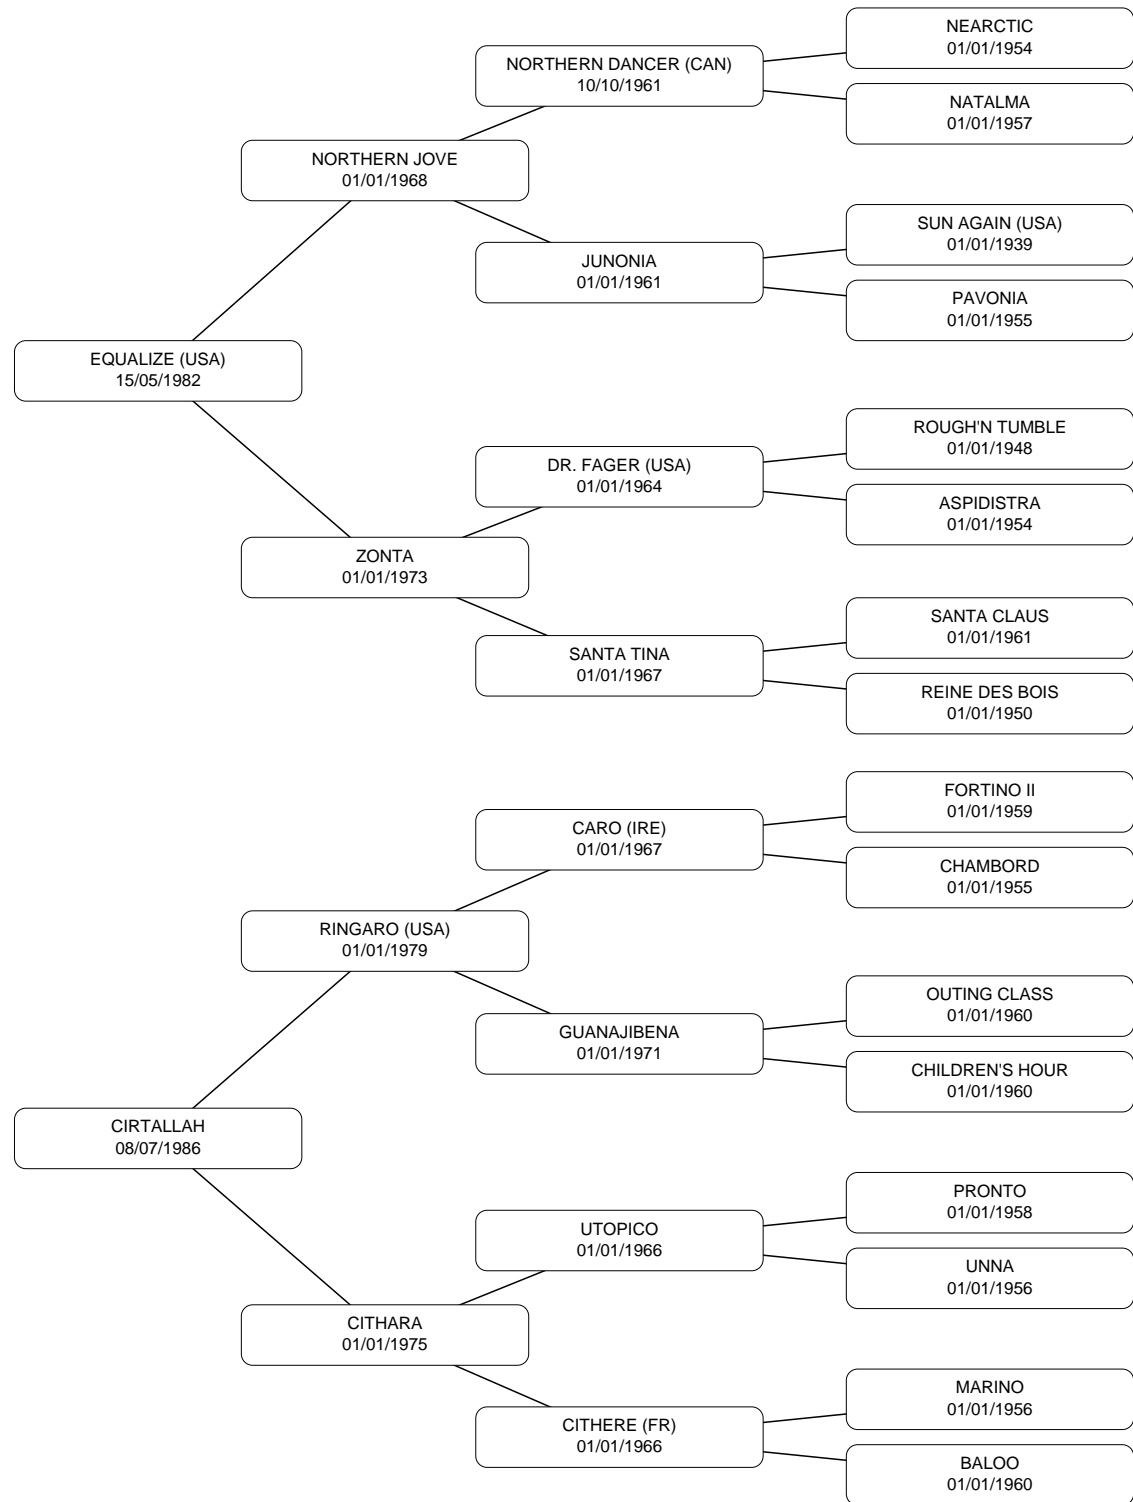 NEARCTIC
01/01/1954
NORTHERN DANCER (CAN)
10/10/1961
NATALMA
01/01/1957
NORTHERN JOVE
01/01/1968
SUN AGAIN (USA)
01/01/1939
JUNONIA
01/01/1961
PAVONIA
01/01/1955
EQUALIZE (USA)
15/05/1982
ROUGH'N TUMBLE
01/01/1948
DR. FAGER (USA)
01/01/1964
ASPIDISTRA
01/01/1954
ZONTA
01/01/1973
SANTA CLAUS
01/01/1961
SANTA TINA
01/01/1967
REINE DES BOIS
01/01/1950
FORTINO II
01/01/1959
CARO (IRE)
01/01/1967
CHAMBORD
01/01/1955
RINGARO (USA)
01/01/1979
OUTING CLASS
01/01/1960
GUANAJIBENA
01/01/1971
CHILDREN'S HOUR
01/01/1960
CIRTALLAH
08/07/1986
PRONTO
01/01/1958
UTOPICO
01/01/1966
UNNA
01/01/1956
CITHARA
01/01/1975
MARINO
01/01/1956
CITHERE (FR)
01/01/1966
BALOO
01/01/1960